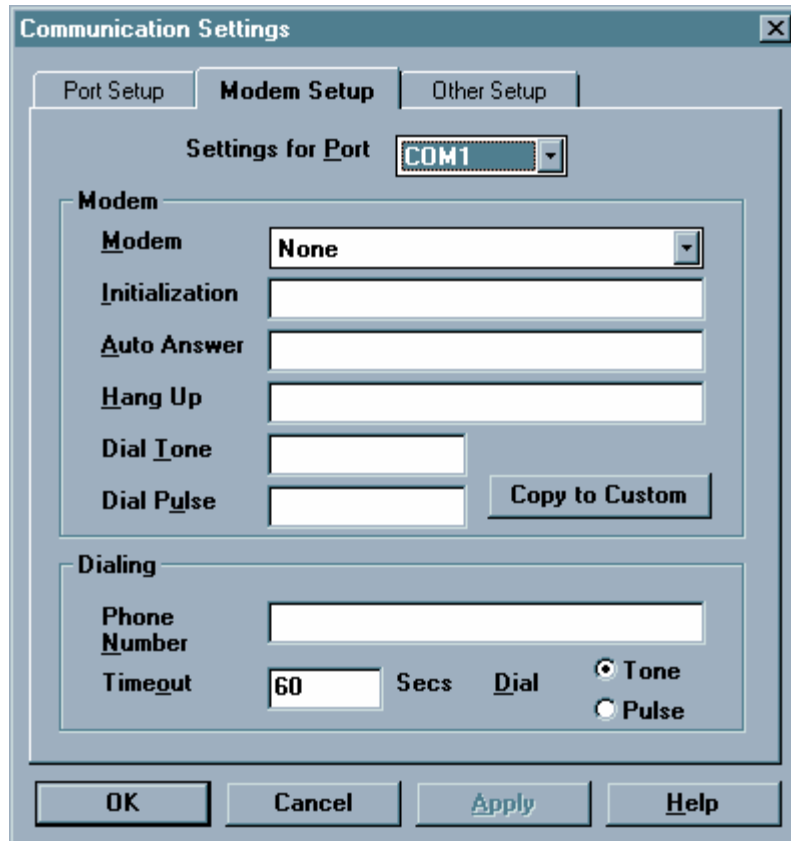 Communication Settings
Port Setup Modem Setup Other Setup
Settings for Port COM1
Modem
Modem None
Initialization
Auto Answer
Hang Up
Dial Tone
Dial Pulse Copy to Custom
Dialing
Phone
Number
Timeout 60 Secs Dial Tone
Pulse
OK Cancel Apply Help